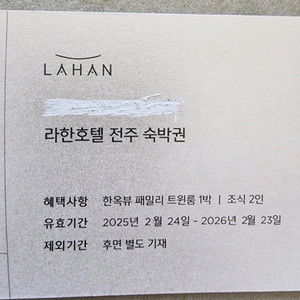 LAHAN
라한호텔 전주 숙박권
혜택사항 한옥뷰 패밀리 트윈룸 1박 | 조식 2인
유효기간 2025년 2월 24일 - 2026년 2월 23일
제외기간 후면 별도 기재